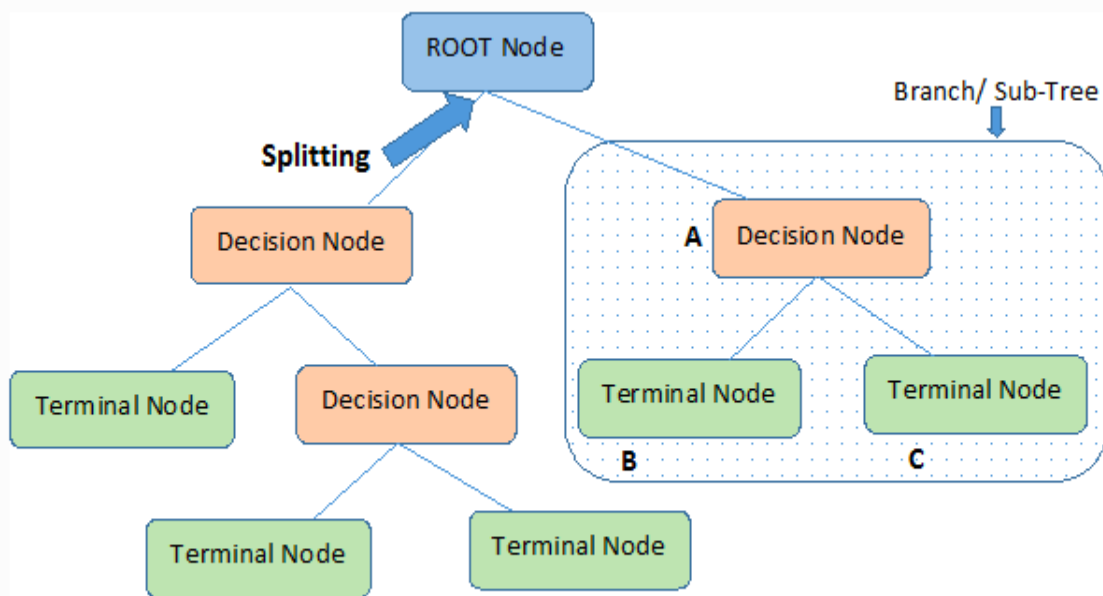 ROOT Node
Branch/ Sub-Tree
Splitting
Decision Node
A
Decision Node
Terminal Node
Decision Node
Terminal Node
Terminal Node
B
C
Terminal Node
Terminal Node